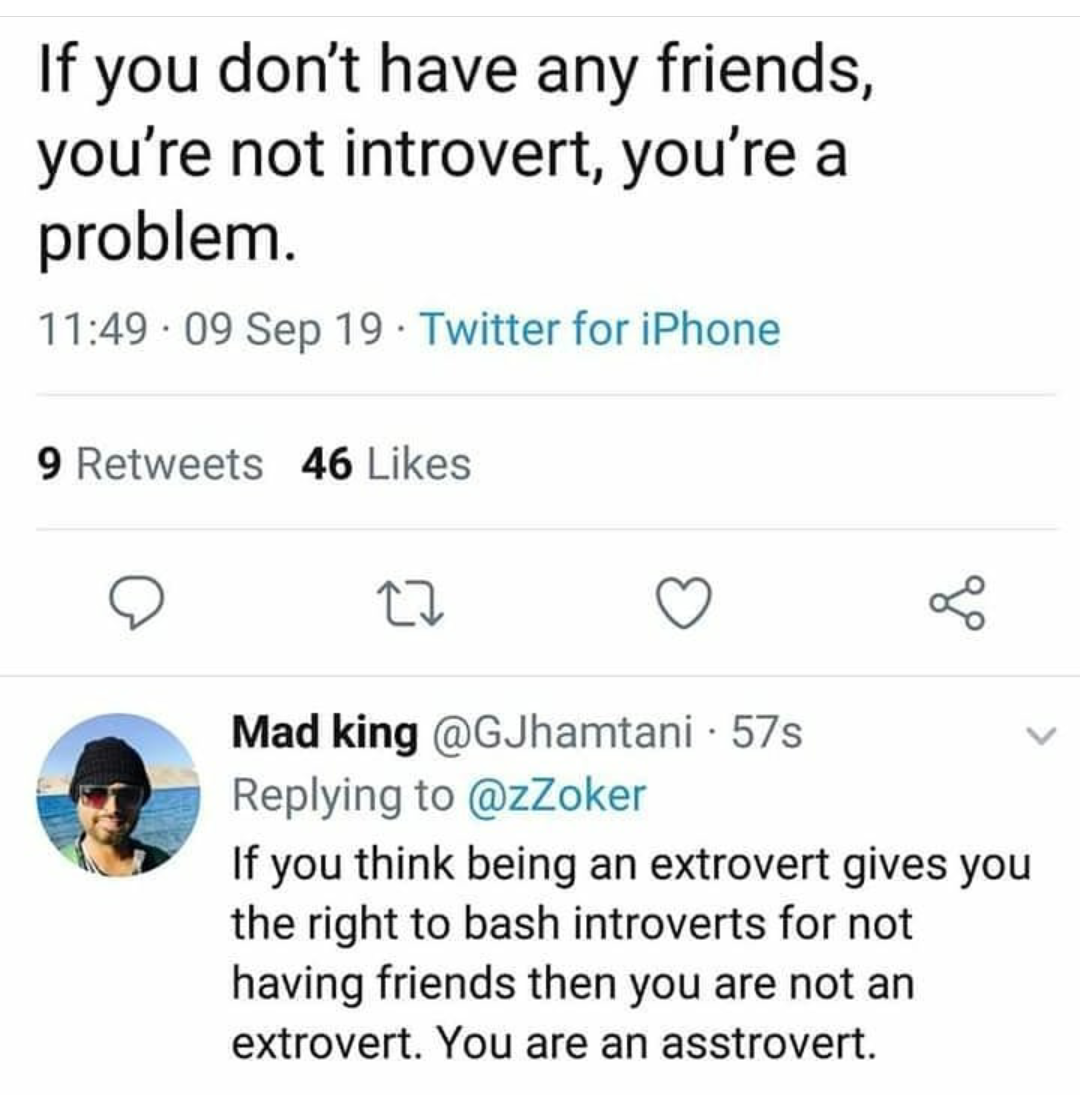 If you don't have any friends,
you're not introvert, you're a
problem.
11:49 · 09 Sep 19 · Twitter for iPhone
9 Retweets 46 Likes
Mad king @GJhamtani · 57s
Replying to @zZoker
If you think being an extrovert gives you
the right to bash introverts for not
having friends then you are not an
extrovert. You are an asstrovert.